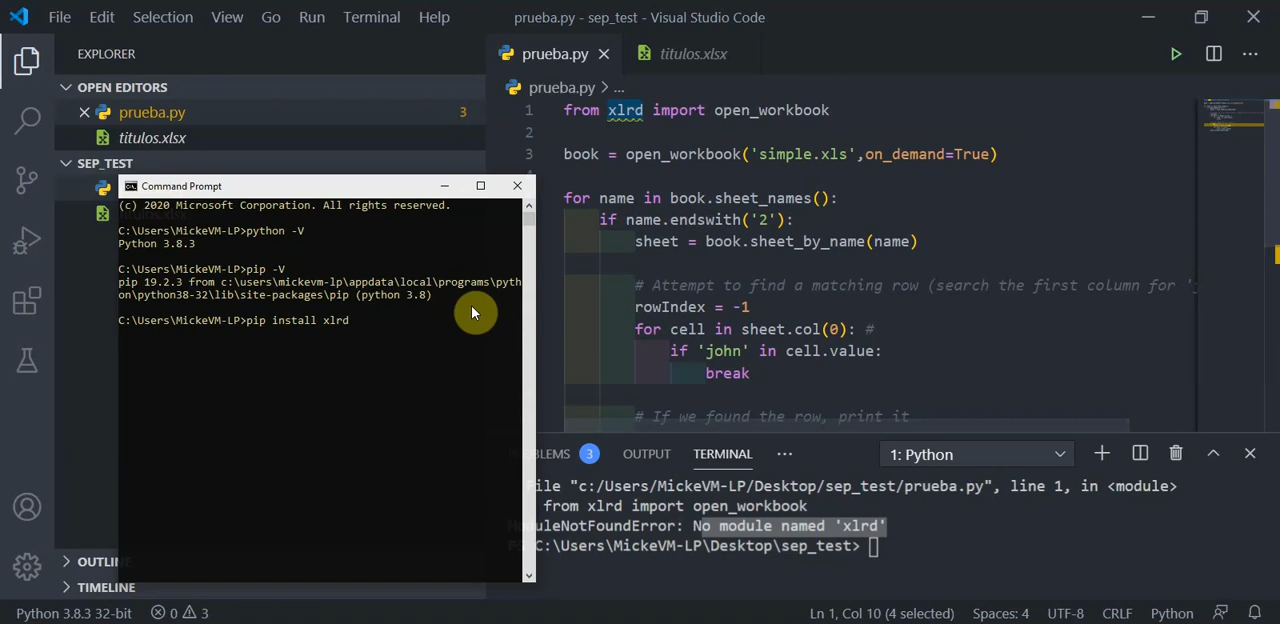 File Edit Selection View Go Run Terminal Help
prueba.py - sep_test - Visual Studio Code
EXPLORER
OPEN EDITORS
prueba.py 3
titulos.xlsx
SEP_TEST
OUTLIN
TIMELINE
prueba.py
titulos.xlsx
prueba.py > ...
1 from xlrd import open_workbook
2
3 book = open_workbook('simple.xls',on_demand=True)
for name in book.sheet_names():
if name.endswith('2'):
sheet = book.sheet_by_name(name)
# Attempt to find a matching row (search the first column for 'j
rowIndex = -1
for cell in sheet.col(0): #
if 'john' in cell.value:
break
# If we found the row, print it
Command Prompt
(c) 2020 Microsoft Corporation. All rights reserved.
C:\Users\MickeVM-LP>python -V
Python 3.8.3
C:\Users\MickeVM-LP>pip -V
pip 19.2.3 from c:\users\mickevm-lp\appdata\local\programs\pyth
on\python38-32\lib\site-packages\pip (python 3.8)
C:\Users\MickeVM-LP>pip install xlrd
BLEMS 3 OUTPUT TERMINAL ... 1: Python
File "c:/Users/MickeVM-LP/Desktop/sep_test/prueba.py", line 1, in <module>
from xlrd import open_workbook
ModuleNotFoundError: No module named 'xlrd'
PS C:\Users\MickeVM-LP\Desktop\sep_test>
Python 3.8.3 32-bit 0 3
Ln 1, Col 10 (4 selected) Spaces: 4 UTF-8 CRLF Python